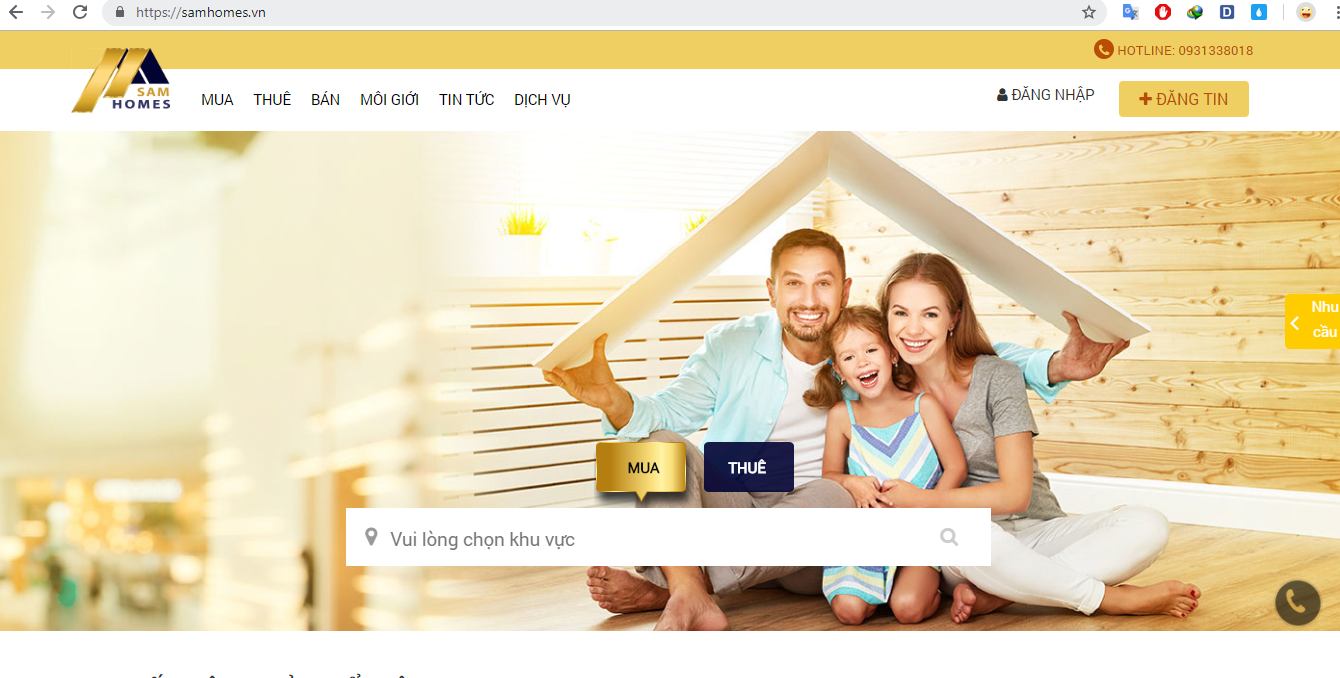 https://samhomes.vn
HOTLINE: 0931338018
SAM
HOMES
MUA THUÊ BÁN MÔI GIỚI TIN TỨC DỊCH VỤ
ĐĂNG NHẬP
ĐĂNG TIN
Nhu
cầu
MUA THUÊ
Vui lòng chọn khu vực